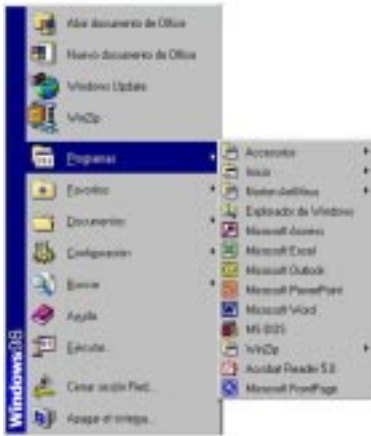 Abrir documento de Office
Nuevo documento de Office
Windows Update
WinZip
Programas
Favoritos
Documentos
Configuración
Buscar
Ayuda
Ejecutar...
Cerrar sesión Red...
Apagar el sistema...
Windows98
Accesorios
Inicio
Norton AntiVirus
Explorador de Windows
Microsoft Access
Microsoft Excel
Microsoft Outlook
Microsoft PowerPoint
Microsoft Word
MS-DOS
WinZip
Acrobat Reader 5.0
Microsoft FrontPage